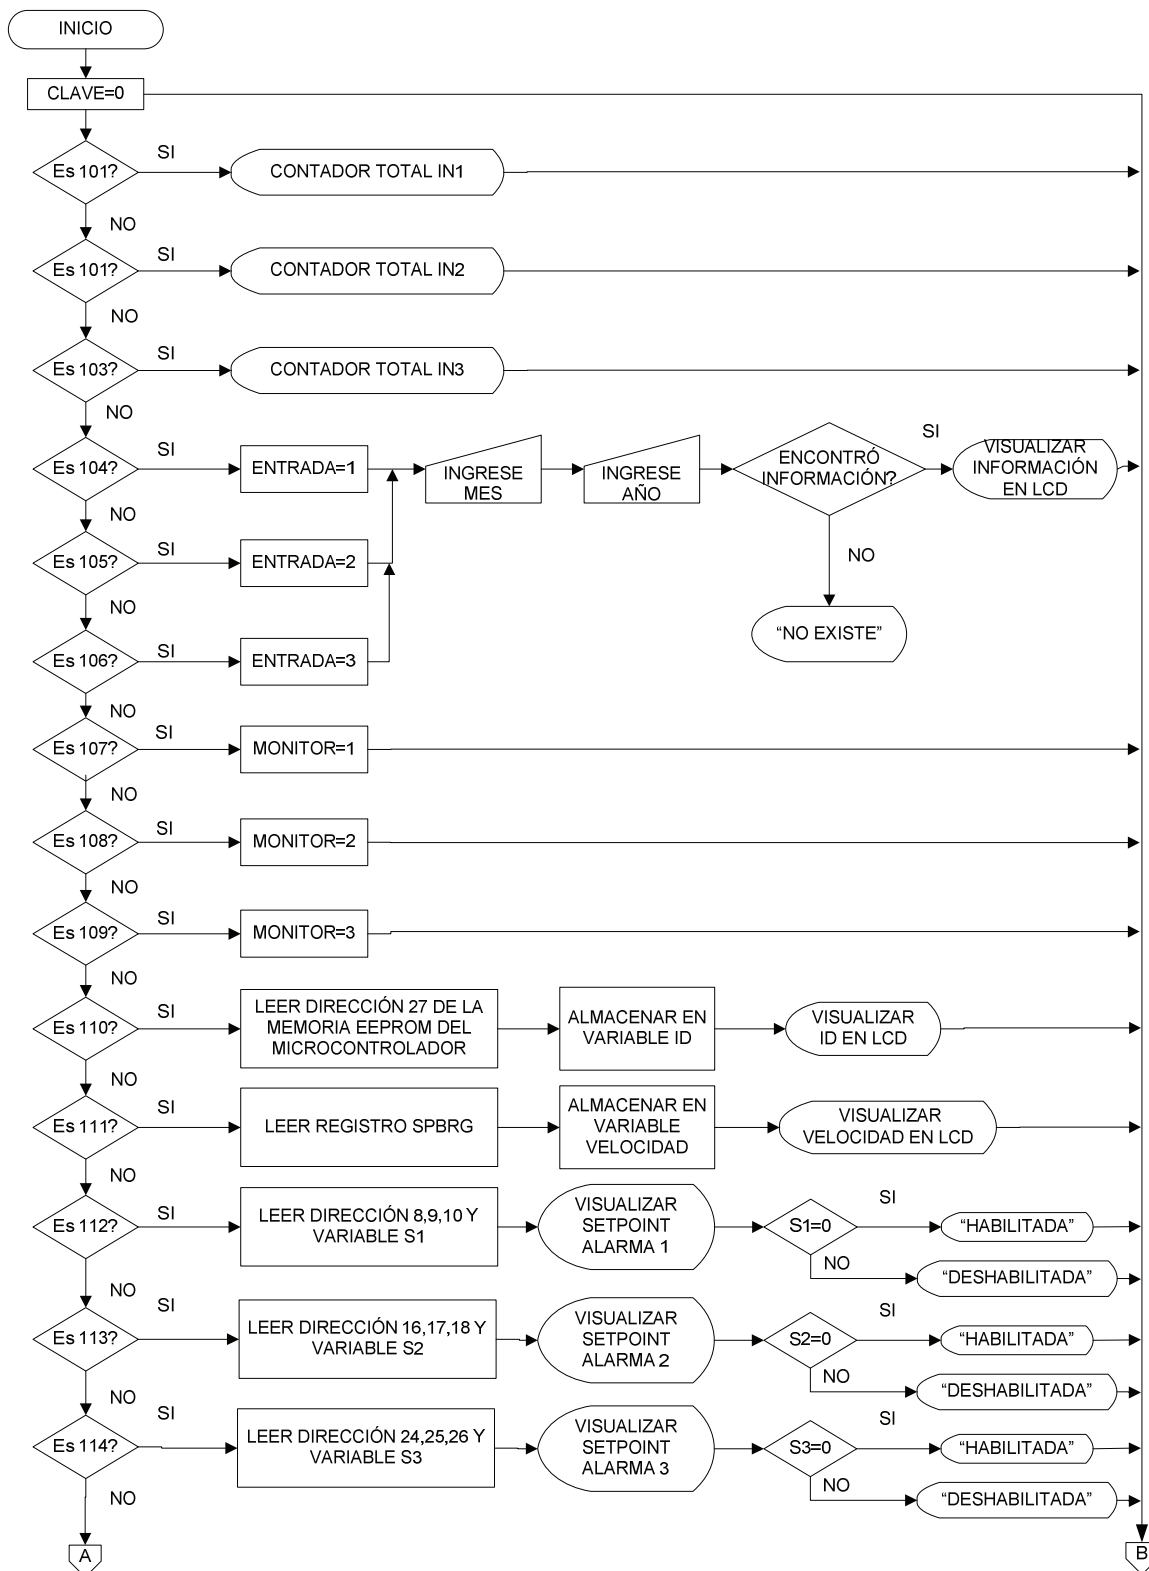 INICIO
CLAVE=0
Es 101?
SI
CONTADOR TOTAL IN1
NO
Es 101?
SI
CONTADOR TOTAL IN2
NO
Es 103?
SI
CONTADOR TOTAL IN3
NO
Es 104?
SI
ENTRADA=1
INGRESE
MES
INGRESE
AÑO
ENCONTRÓ
INFORMACIÓN?
SI
VISUALIZAR
INFORMACIÓN
EN LCD
NO
"NO EXISTE"
NO
Es 105?
SI
ENTRADA=2
NO
Es 106?
SI
ENTRADA=3
NO
Es 107?
SI
MONITOR=1
NO
Es 108?
SI
MONITOR=2
NO
Es 109?
SI
MONITOR=3
NO
Es 110?
SI
LEER DIRECCIÓN 27 DE LA
MEMORIA EEPROM DEL
MICROCONTROLADOR
ALMACENAR EN
VARIABLE ID
VISUALIZAR
ID EN LCD
NO
Es 111?
SI
LEER REGISTRO SPBRG
ALMACENAR EN
VARIABLE
VELOCIDAD
VISUALIZAR
VELOCIDAD EN LCD
NO
Es 112?
SI
LEER DIRECCIÓN 8,9,10 Y
VARIABLE S1
VISUALIZAR
SETPOINT
ALARMA 1
S1=0
SI
"HABILITADA"
NO
"DESHABILITADA"
NO
Es 113?
SI
LEER DIRECCIÓN 16,17,18 Y
VARIABLE S2
VISUALIZAR
SETPOINT
ALARMA 2
S2=0
SI
"HABILITADA"
NO
"DESHABILITADA"
NO
Es 114?
SI
LEER DIRECCIÓN 24,25,26 Y
VARIABLE S3
VISUALIZAR
SETPOINT
ALARMA 3
S3=0
SI
"HABILITADA"
NO
"DESHABILITADA"
NO
A
B